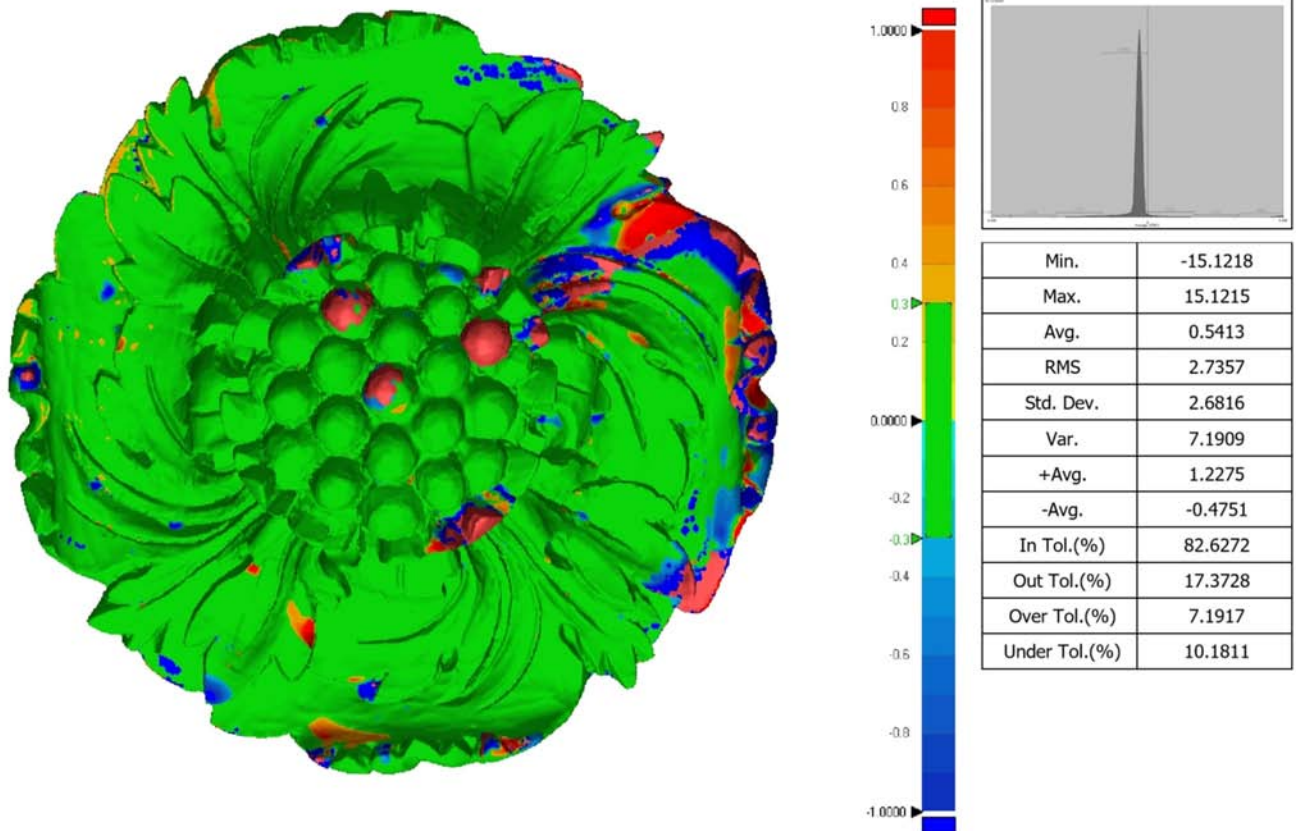 1.0000
0.8
0.6
0.4
0.3
0.2
0.0000
-0.2
-0.3
-0.4
-0.6
-0.8
-1.0000
Min. -15.1218
Max. 15.1215
Avg. 0.5413
RMS 2.7357
Std. Dev. 2.6816
Var. 7.1909
+Avg. 1.2275
-Avg. -0.4751
In Tol.(%) 82.6272
Out Tol.(%) 17.3728
Over Tol.(%) 7.1917
Under Tol.(%) 10.1811